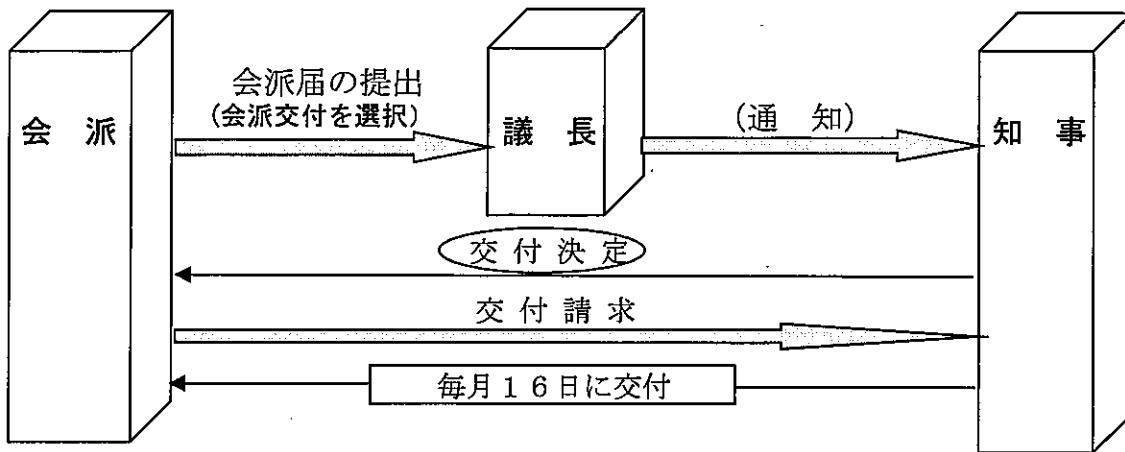 会派届の提出
(会派交付を選択)
会 派
議 長
(通 知)
知 事
交 付 決 定
交 付 請 求
毎月１６日に交付